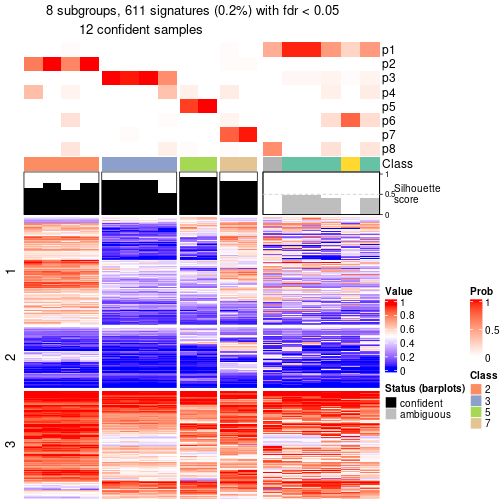 8 subgroups, 611 signatures (0.2%) with fdr < 0.05
12 confident samples
p1
p2
p3
p4
p5
p6
p7
p8
Class
1
0.5
0
Silhouette
score
1
2
3
Value
1
0.8
0.6
0.4
0.2
0
Status (barplots)
confident
ambiguous
Prob
1
0.5
0
Class
2
3
5
7